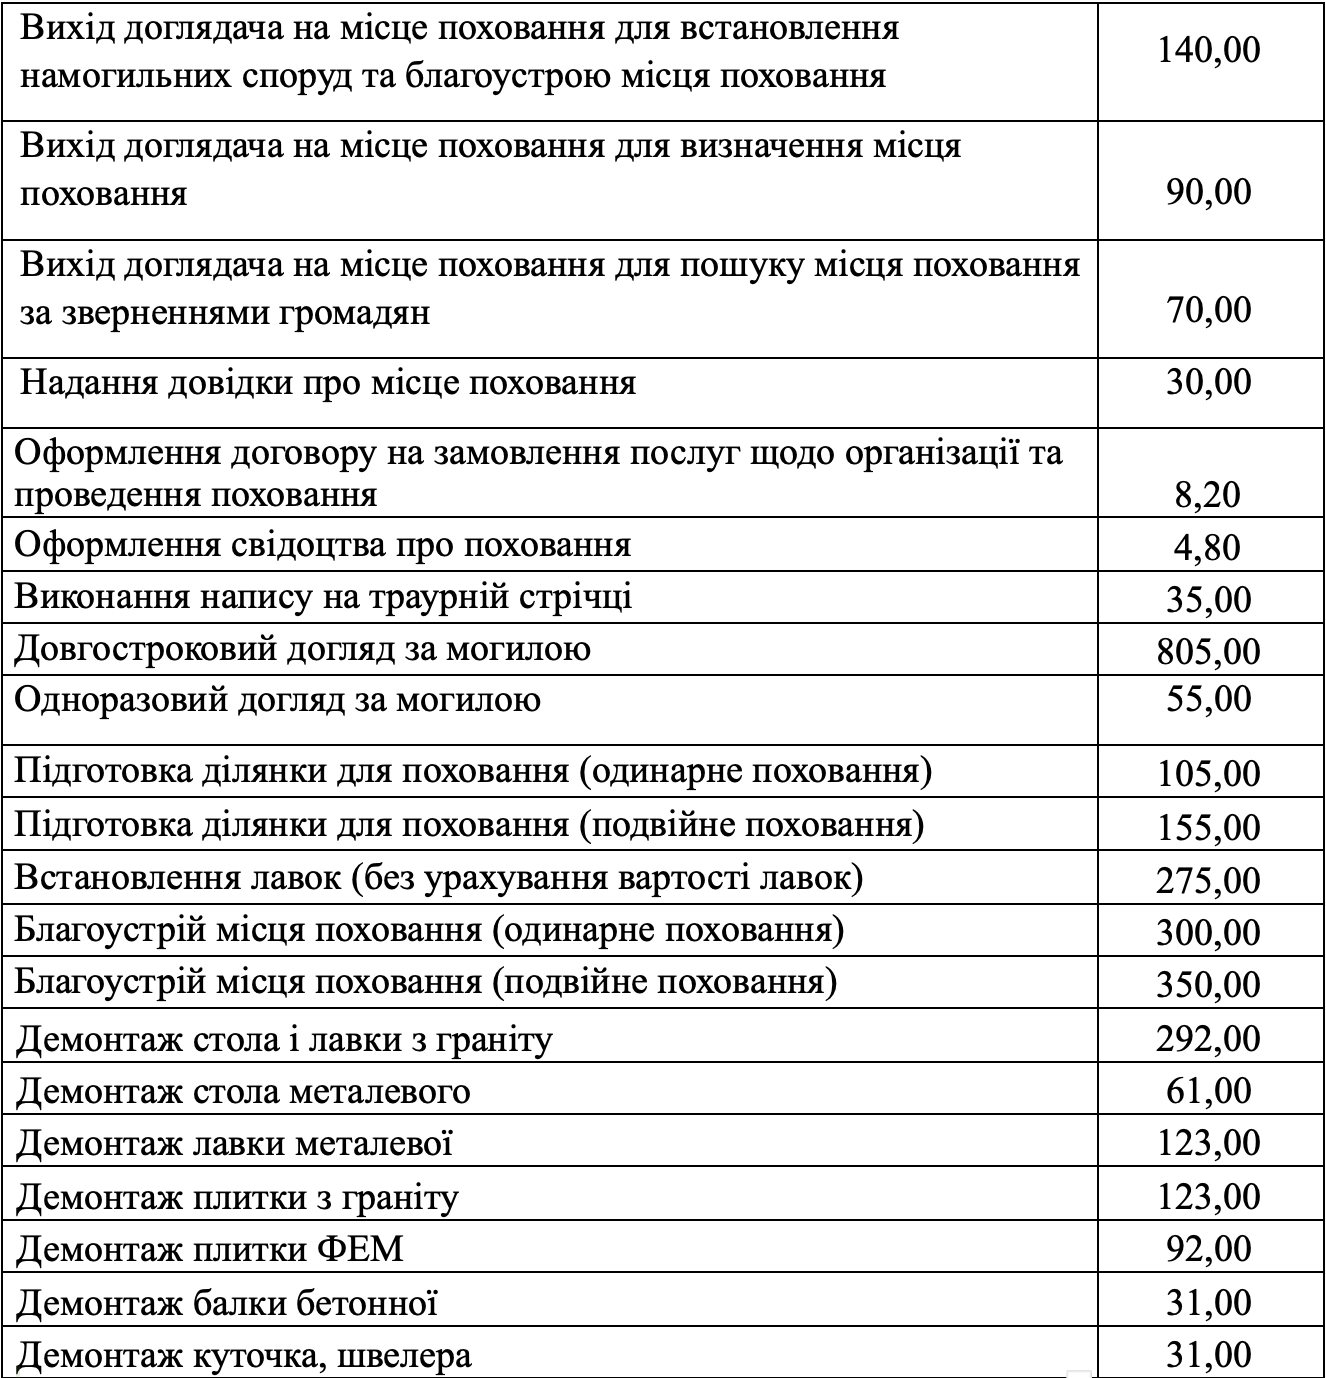 Вихід доглядача на місце поховання для встановлення
намогильних споруд та благоустрою місця поховання
140,00
Вихід доглядача на місце поховання для визначення місця
поховання
90,00
Вихід доглядача на місце поховання для пошуку місця поховання
за зверненнями громадян
70,00
Надання довідки про місце поховання 30,00
Оформлення договору на замовлення послуг щодо організації та
проведення поховання 8,20
Оформлення свідоцтва про поховання 4,80
Виконання напису на траурній стрічці 35,00
Довгостроковий догляд за могилою 805,00
Одноразовий догляд за могилою 55,00
Підготовка ділянки для поховання (одинарне поховання) 105,00
Підготовка ділянки для поховання (подвійне поховання) 155,00
Встановлення лавок (без урахування вартості лавок) 275,00
Благоустрій місця поховання (одинарне поховання) 300,00
Благоустрій місця поховання (подвійне поховання) 350,00
Демонтаж стола і лавки з граніту 292,00
Демонтаж стола металевого 61,00
Демонтаж лавки металевої 123,00
Демонтаж плитки з граніту 123,00
Демонтаж плитки ФЕМ 92,00
Демонтаж балки бетонної 31,00
Демонтаж куточка, швелера 31,00